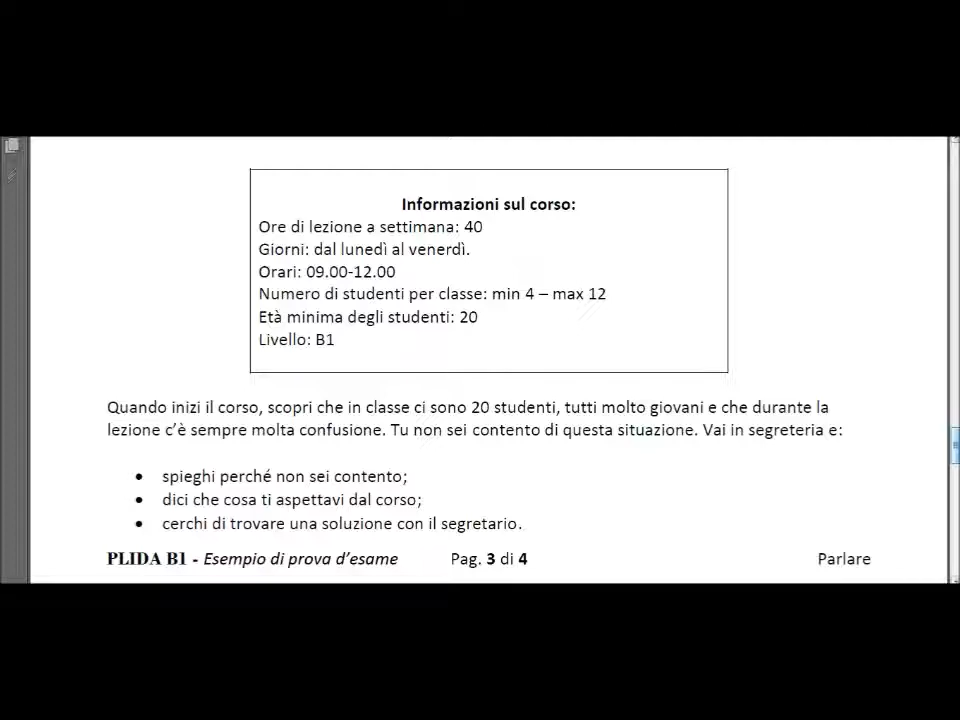 Informazioni sul corso:
Ore di lezione a settimana: 40
Giorni: dal lunedì al venerdì.
Orari: 09.00-12.00
Numero di studenti per classe: min 4 – max 12
Età minima degli studenti: 20
Livello: B1
Quando inizi il corso, scopri che in classe ci sono 20 studenti, tutti molto giovani e che durante la
lezione c'è sempre molta confusione. Tu non sei contento di questa situazione. Vai in segreteria e:
• spieghi perché non sei contento;
• dici che cosa ti aspettavi dal corso;
• cerchi di trovare una soluzione con il segretario.
PLIDA B1 - Esempio di prova d'esame Pag. 3 di 4 Parlare